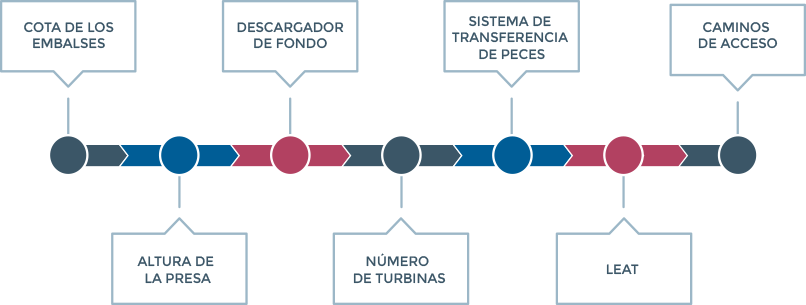 COTA DE LOS
EMBALSES
DESCARGADOR
DE FONDO
SISTEMA DE
TRANSFERENCIA
DE PECES
CAMINOS
DE ACCESO
ALTURA DE
LA PRESA
NÚMERO
DE TURBINAS
LEAT